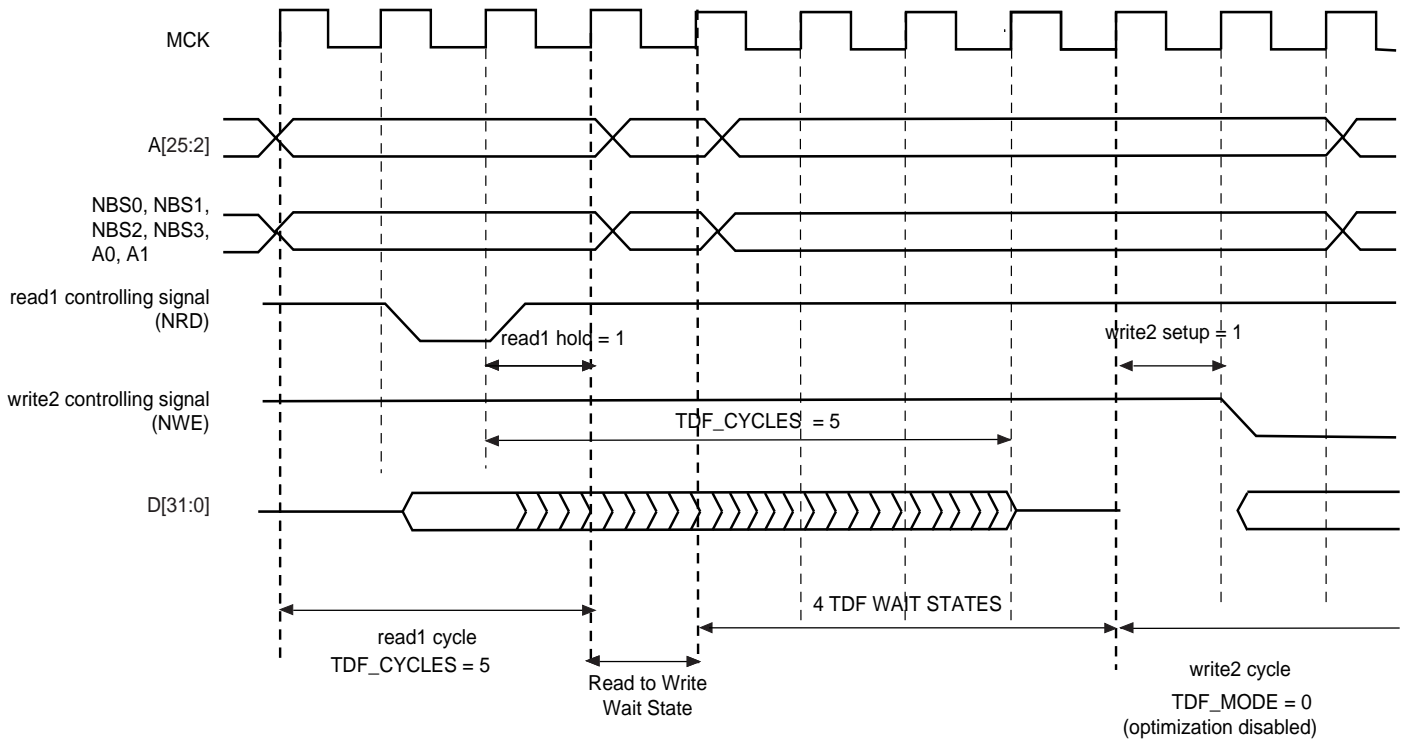 MCK
A[25:2]
NBS0, NBS1,
NBS2, NBS3,
A0, A1
read1 controlling signal
(NRD)
read1 hold = 1
write2 setup = 1
write2 controlling signal
(NWE)
TDF_CYCLES = 5
D[31:0]
4 TDF WAIT STATES
read1 cycle
TDF_CYCLES = 5
Read to Write
Wait State
write2 cycle
TDF_MODE = 0
(optimization disabled)